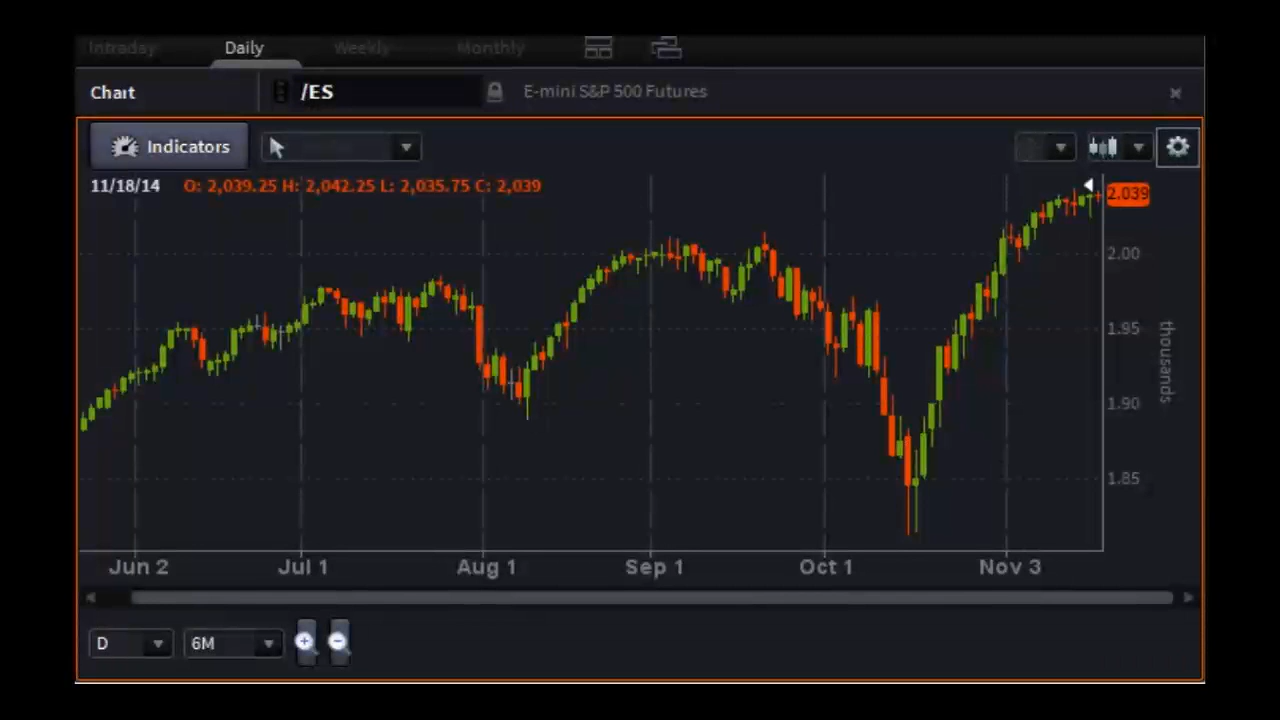 Intraday Daily Weekly Monthly
Chart /ES E-mini S&P 500 Futures
Indicators
11/18/14 O: 2,039.25 H: 2,042.25 L: 2,035.75 C: 2,039
2.039
2.00
1.95
thousands
1.90
1.85
Jun 2 Jul 1 Aug 1 Sep 1 Oct 1 Nov 3
D 6M